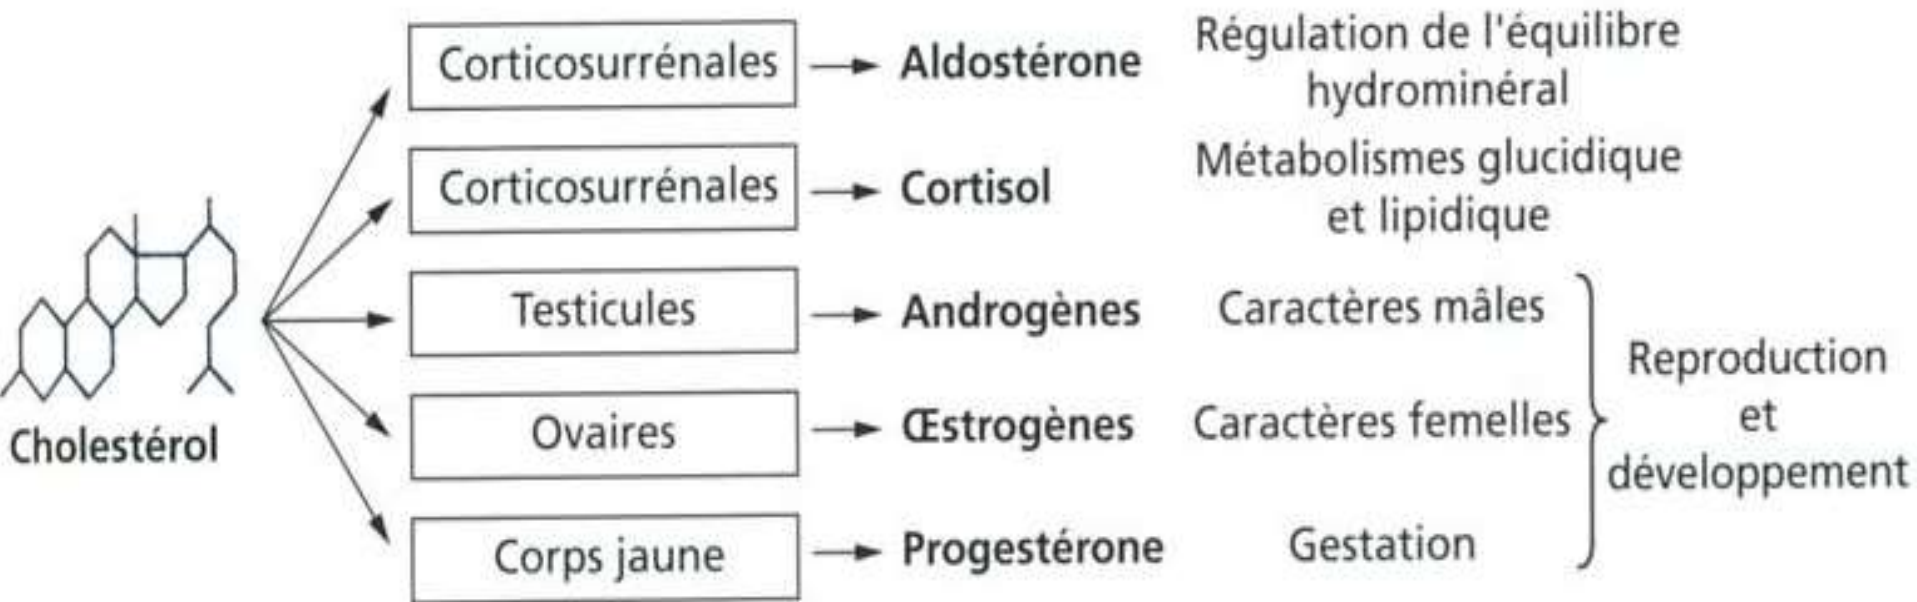 Corticosurrénales Aldostérone Régulation de l'équilibre
hydrominéral
Corticosurrénales Cortisol Métabolismes glucidique
et lipidique
Testicules Androgènes Caractères mâles
Ovaires Œstrogènes Caractères femelles
Corps jaune Progestérone Gestation
Reproduction
et
développement
Cholestérol